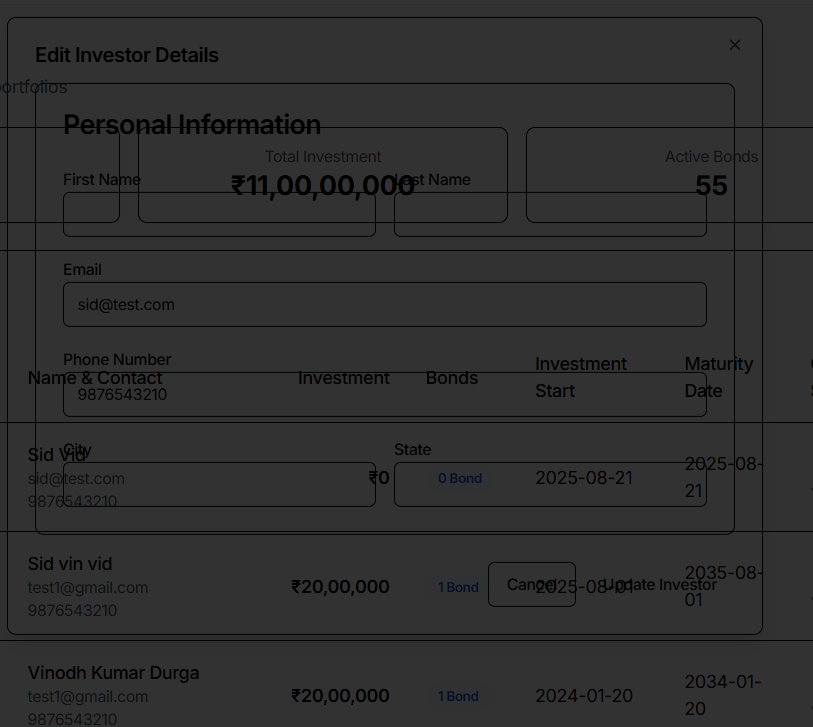 Edit Investor Details
×
portfolios
Personal Information
Total Investment
Active Bonds
First Name
₹11,00,00,000
Last Name
55
Email
sid@test.com
Phone Number
9876543210
Name & Contact
Investment
Bonds
Investment
Start
Maturity
Date
City
State
Sid Vid
sid@test.com
9876543210
₹0
0 Bond
2025-08-21
2025-08-
21
Sid vin vid
test1@gmail.com
9876543210
₹20,00,000
1 Bond
2025-08-01
2035-08-
01
Cancel
Update Investor
Vinodh Kumar Durga
test1@gmail.com
9876543210
₹20,00,000
1 Bond
2024-01-20
2034-01-
20